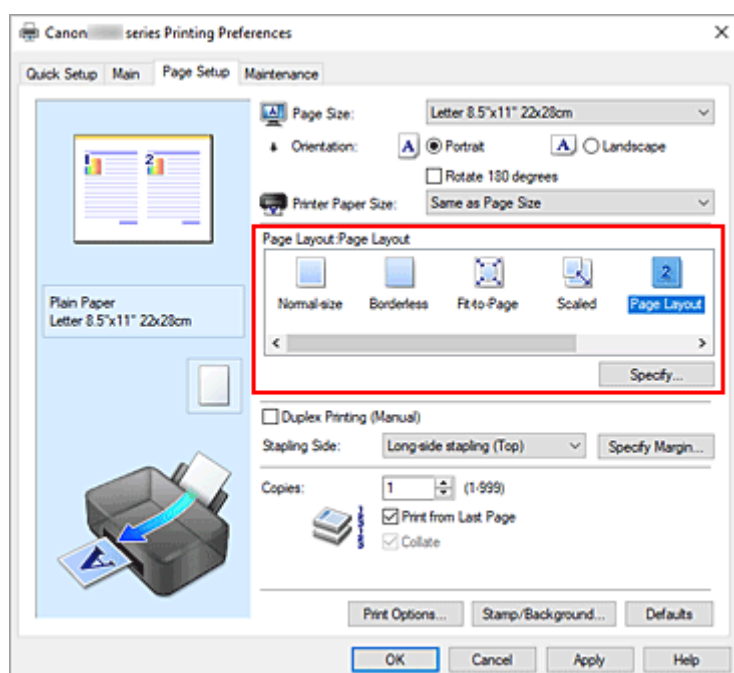 Canon series Printing Preferences
Quick Setup Main Page Setup Maintenance
1 2
Plain Paper
Letter 8.5"x11" 22x28cm
Page Size: Letter 8.5"x11" 22x28cm
Orientation: A Portrait A Landscape
Rotate 180 degrees
Printer Paper Size: Same as Page Size
Page Layout:Page Layout
2
Normal-size Borderless Fit-to-Page Scaled Page Layout
Specify...
Duplex Printing (Manual)
Stapling Side: Long-side stapling (Top) Specify Margin...
Copies: 1 (1-999)
Print from Last Page
Collate
A
Print Options... Stamp/Background... Defaults
OK Cancel Apply Help